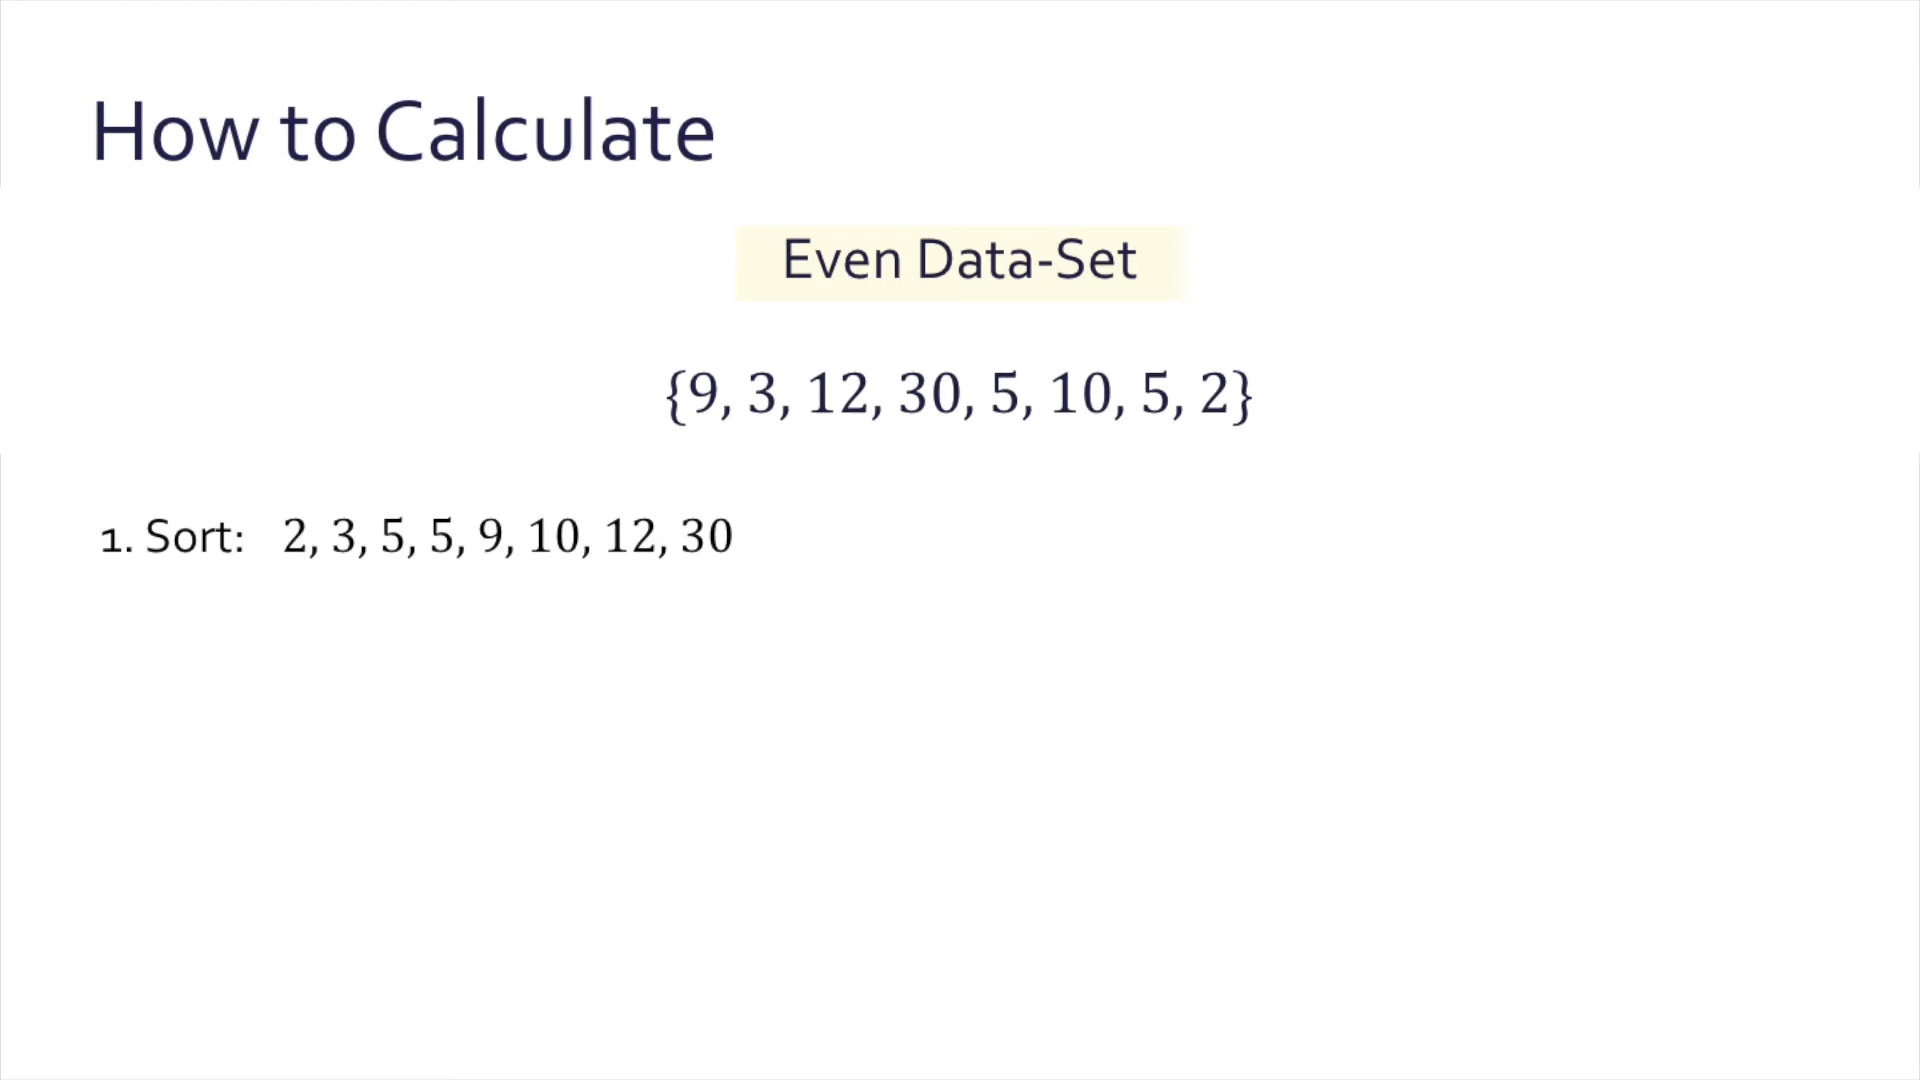 How to Calculate
Even Data-Set
{9, 3, 12, 30, 5, 10, 5, 2}
1. Sort: 2, 3, 5, 5, 9, 10, 12, 30